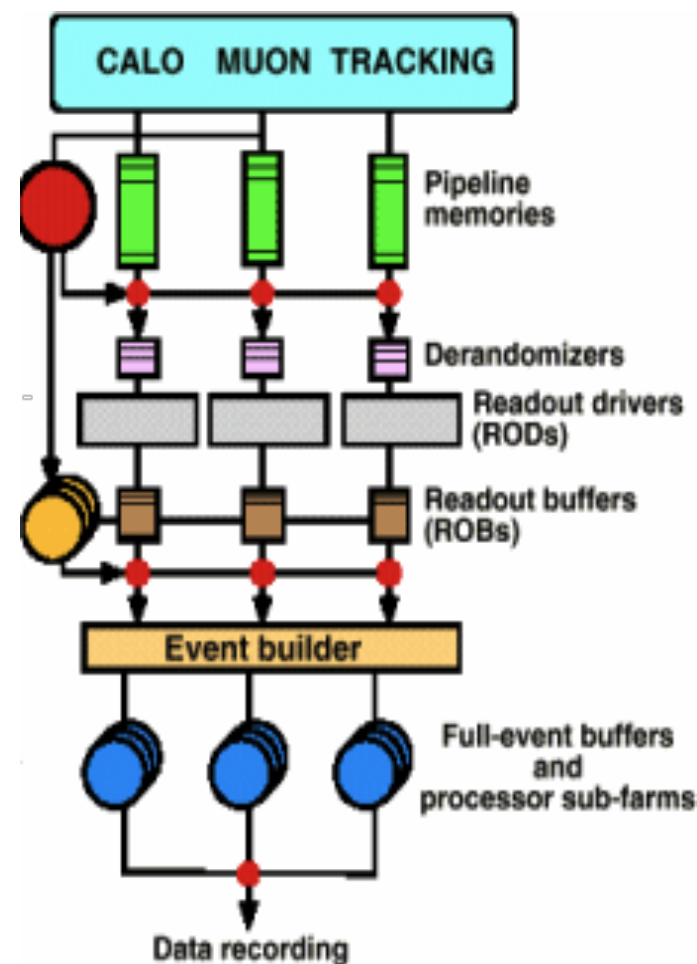 CALO MUON TRACKING
Pipeline
memories
Derandomizers
Readout drivers
(RODs)
Readout buffers
(ROBs)
Event builder
Full-event buffers
and
processor sub-farms
Data recording